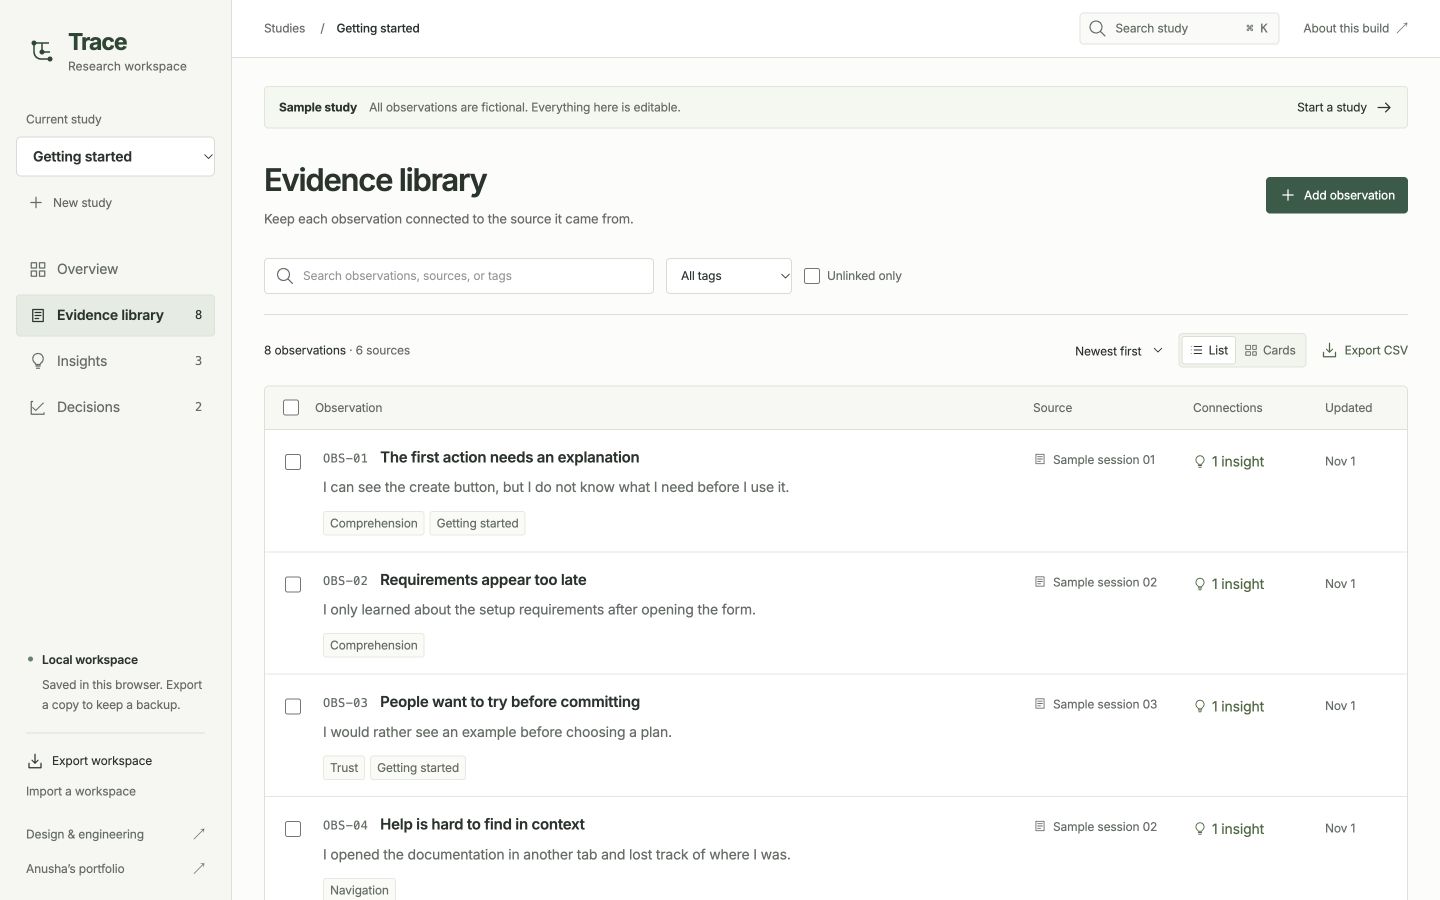 Trace
Research workspace
Current study
Getting started
New study
Overview
Evidence library 8
Insights 3
Decisions 2
Local workspace
Saved in this browser. Export
a copy to keep a backup.
Export workspace
Import a workspace
Design & engineering
Anusha’s portfolio
Studies / Getting started
Search study ⌘ K
About this build
Sample study All observations are fictional. Everything here is editable.
Start a study
Evidence library
Keep each observation connected to the source it came from.
Add observation
Search observations, sources, or tags
All tags
Unlinked only
8 observations · 6 sources
Newest first
List
Cards
Export CSV
Observation Source Connections Updated
OBS-01 The first action needs an explanation Sample session 01 1 insight Nov 1
I can see the create button, but I do not know what I need before I use it.
Comprehension Getting started
OBS-02 Requirements appear too late Sample session 02 1 insight Nov 1
I only learned about the setup requirements after opening the form.
Comprehension
OBS-03 People want to try before committing Sample session 03 1 insight Nov 1
I would rather see an example before choosing a plan.
Trust Getting started
OBS-04 Help is hard to find in context Sample session 02 1 insight Nov 1
I opened the documentation in another tab and lost track of where I was.
Navigation